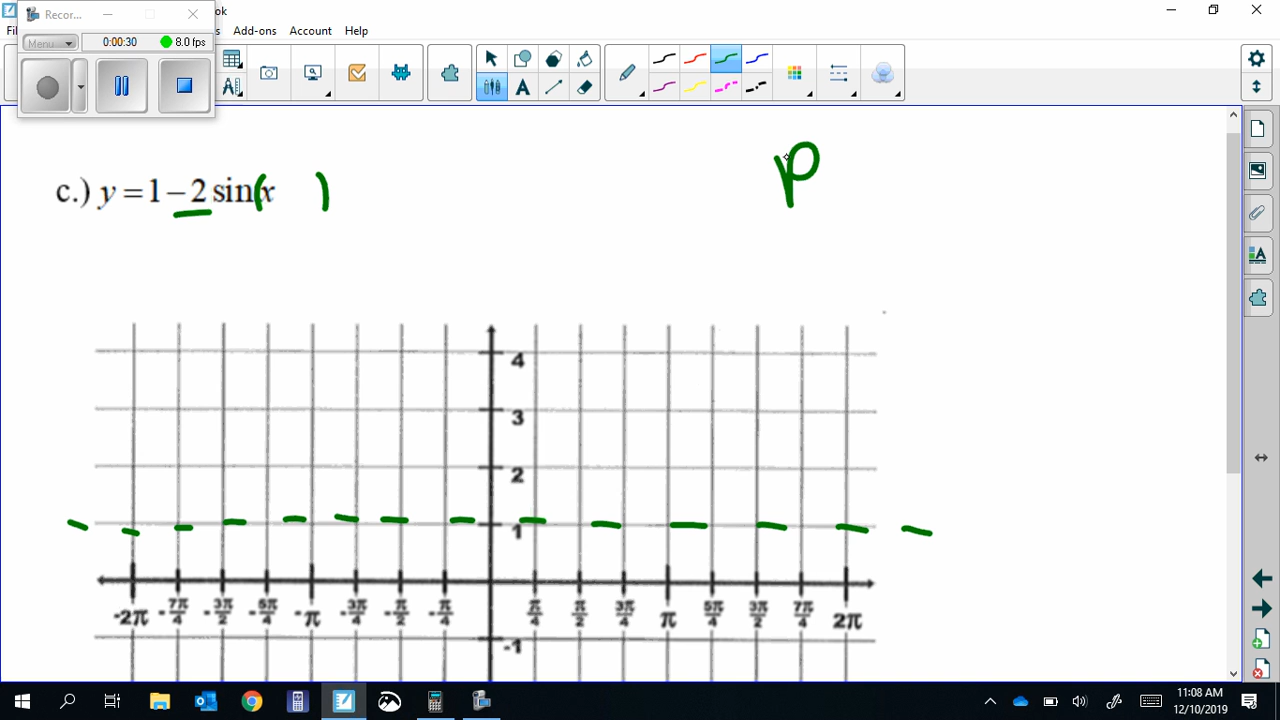 Recor...
ok
Fi
s
Add-ons
Account
Help
Menu
0:00:30
8.0 fps
P
c.) y = 1 − 2 sin(x )
4
3
2
1
-2π -7π/4 -3π/2 -5π/4 -π -3π/4 -π/2 -π/4 π/4 π/2 3π/4 π 5π/4 3π/2 7π/4 2π
-1
11:08 AM
12/10/2019